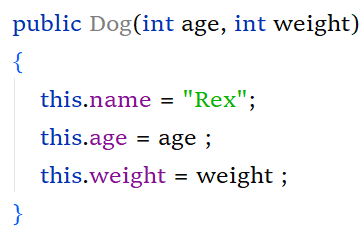 public Dog(int age, int weight)
{
this.name = "Rex";
this.age = age ;
this.weight = weight ;
}